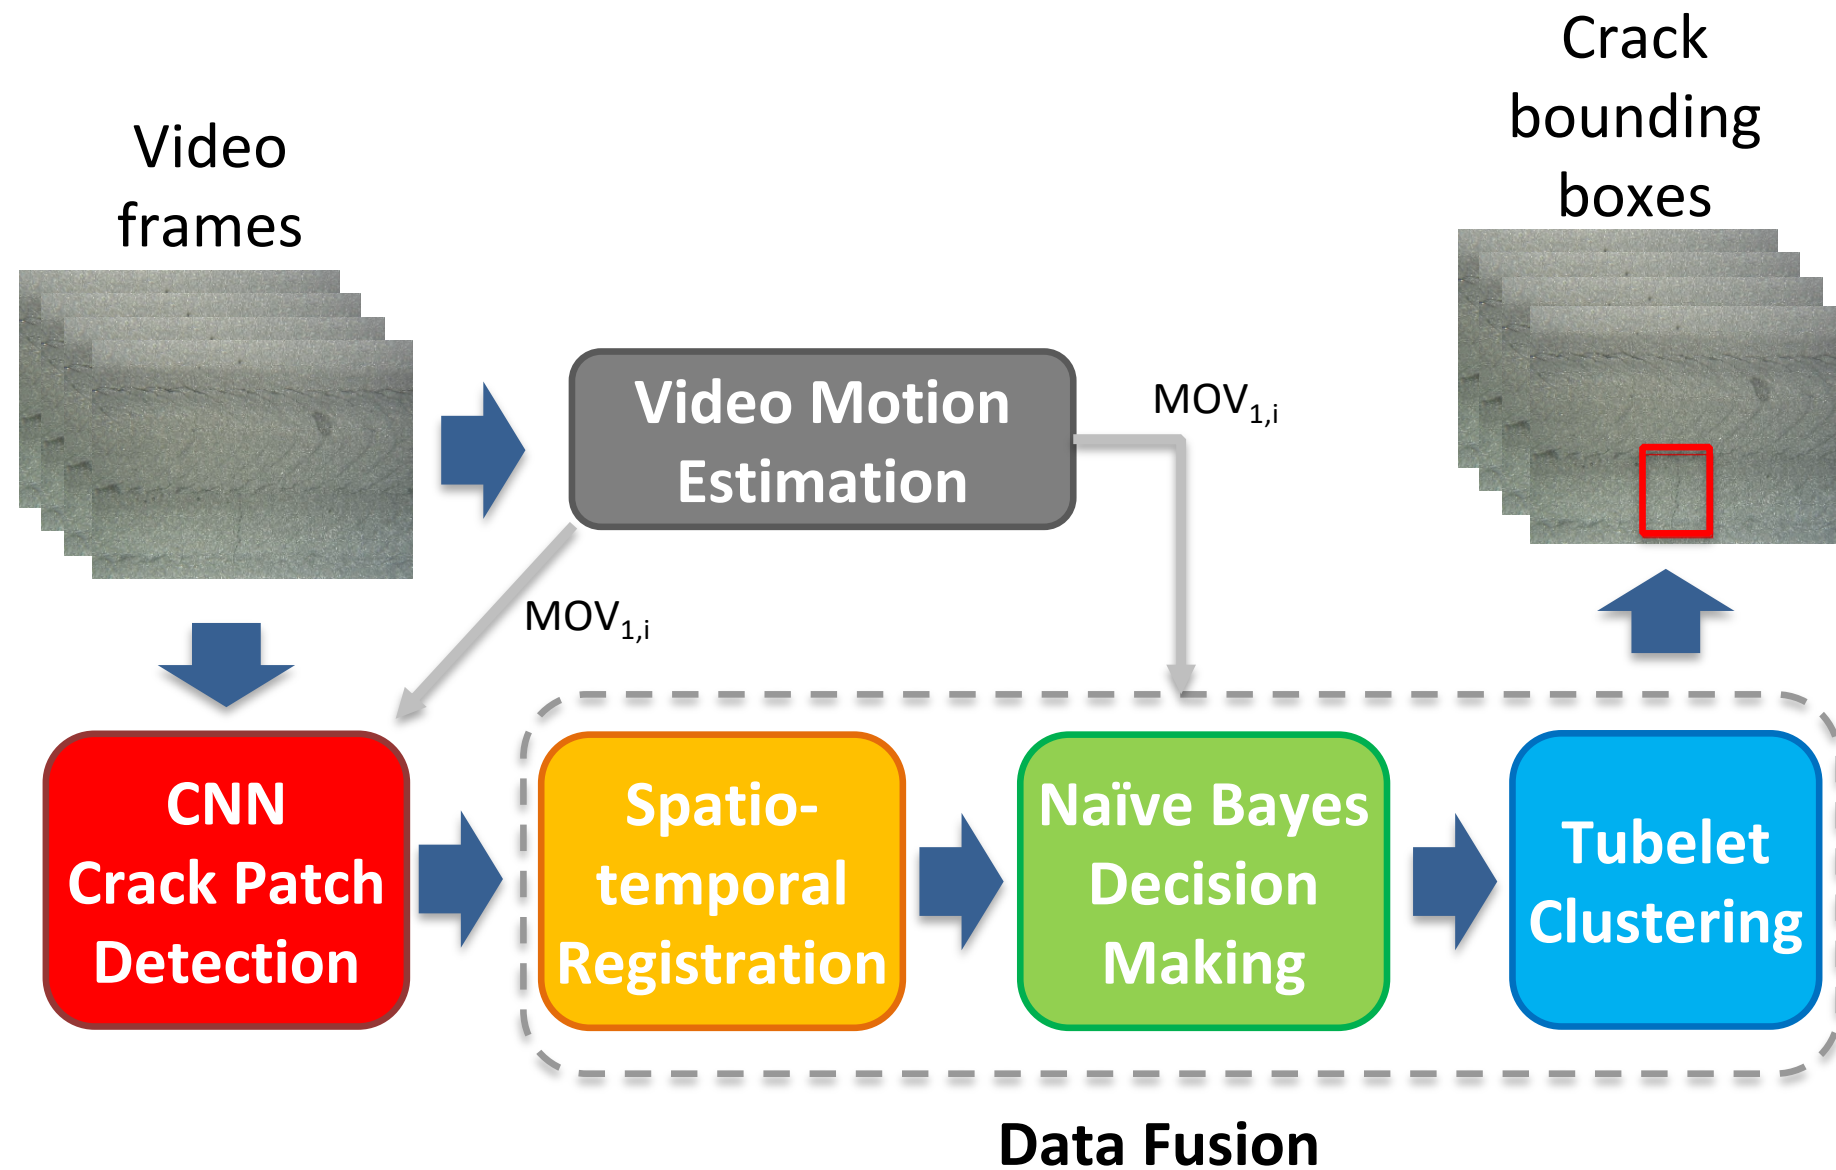 Video
frames
Crack
bounding
boxes
Video Motion
Estimation
MOV1,i
MOV1,i
CNN
Crack Patch
Detection
Spatio-
temporal
Registration
Naïve Bayes
Decision
Making
Tubelet
Clustering
Data Fusion